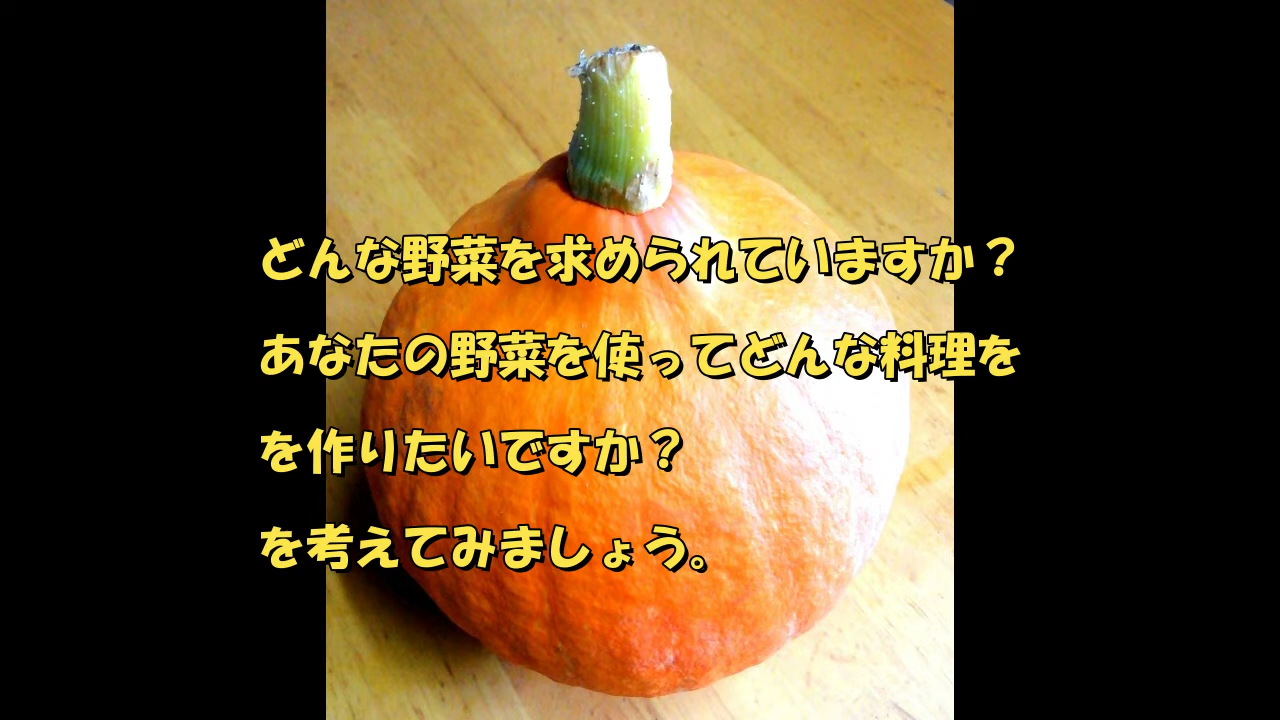 どんな野菜を求められていますか？
あなたの野菜を使ってどんな料理を
を作りたいですか？
を考えてみましょう。